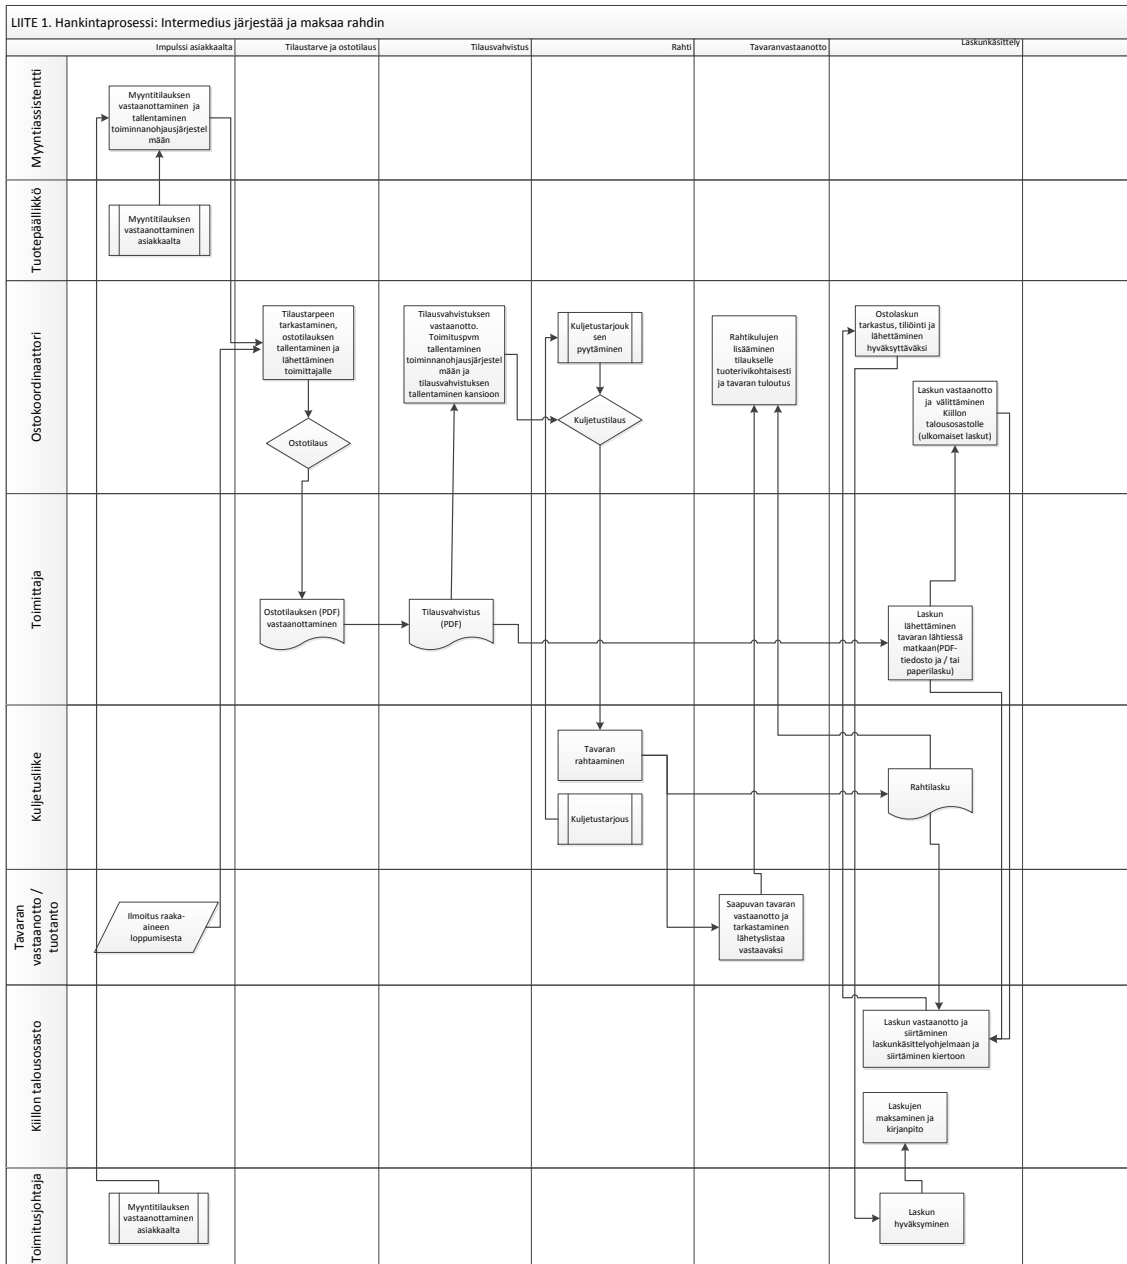 LIITE 1. Hankintaprosessi: Intermedius järjestää ja maksaa rahdin
Impulssi asiakkaalta
Tilaustarve ja ostotilaus
Tilausvahvistus
Rahti
Tavaranvastaanotto
Laskunkäsittely
Myyntiassistentti
Myyntitilauksen
vastaanottaminen ja
tallentaminen
toiminnanohjausjärjestel
mään
Tuotepäällikkö
Myyntitilauksen
vastaanottaminen
asiakkaalta
Ostokoordinaattori
Tilaustarpeen
tarkastaminen,
ostotilauksen
tallentaminen ja
lähettäminen
toimittajalle
Ostotilaus
Tilausvahvistuksen
vastaanotto.
Toimituspvm
tallentaminen
toiminnanohjausjärjestel
mään ja
tilausvahvistuksen
tallentaminen kansioon
Kuljetustarjouk
sen
pyytäminen
Kuljetustilaus
Rahtikulujen
lisääminen
tilaukselle
tuoterivikohtaisesti
ja tavaran tuloutus
Ostolaskun
tarkastus, tiliöinti ja
lähettäminen
hyväksyttäväksi
Laskun vastaanotto
ja välittäminen
Kiillon
talousosastolle
(ulkomaiset laskut)
Toimittaja
Ostotilauksen (PDF)
vastaanottaminen
Tilausvahvistus
(PDF)
Laskun
lähettäminen
tavaran lähtiessä
matkaan(PDF-
tiedosto ja / tai
paperilasku)
Kuljetusliike
Tavaran
rahtaaminen
Kuljetustarjous
Rahtilasku
Tavaran
vastaanotto /
tuotanto
Ilmoitus raaka-
aineen
loppumisesta
Saapuvan tavaran
vastaanotto ja
tarkastaminen
lähetyslistaa
vastaavaksi
Kiillon talousosasto
Laskun vastaanotto ja
siirtäminen
laskunkäsittelyohjelmaan ja
siirtäminen kiertoon
Laskujen
maksaminen ja
kirjanpito
Toimitusjohtaja
Myyntitilauksen
vastaanottaminen
asiakkaalta
Laskun
hyväksyminen